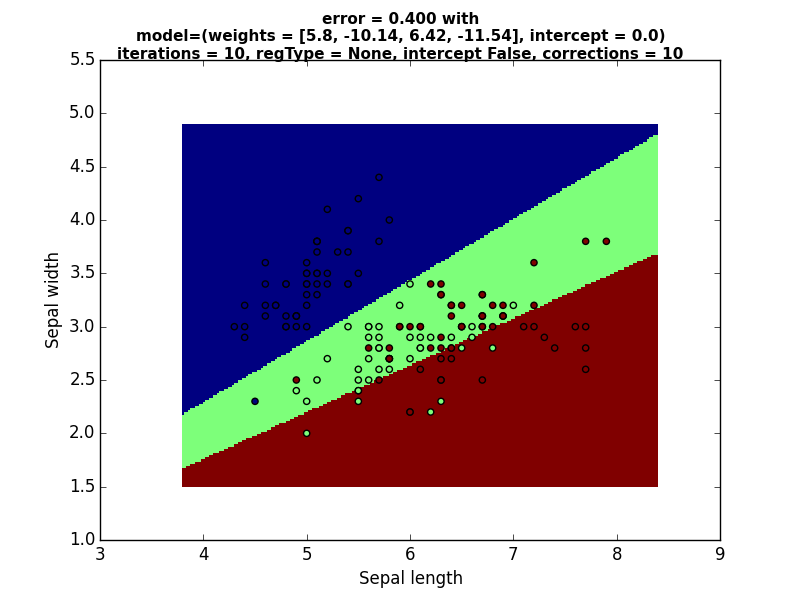 error = 0.400 with
model=(weights = [5.8, -10.14, 6.42, -11.54], intercept = 0.0)
iterations = 10, regType = None, intercept False, corrections = 10
5.5
5.0
4.5
4.0
3.5
3.0
2.5
2.0
1.5
1.0
Sepal width
3 4 5 6 7 8 9
Sepal length